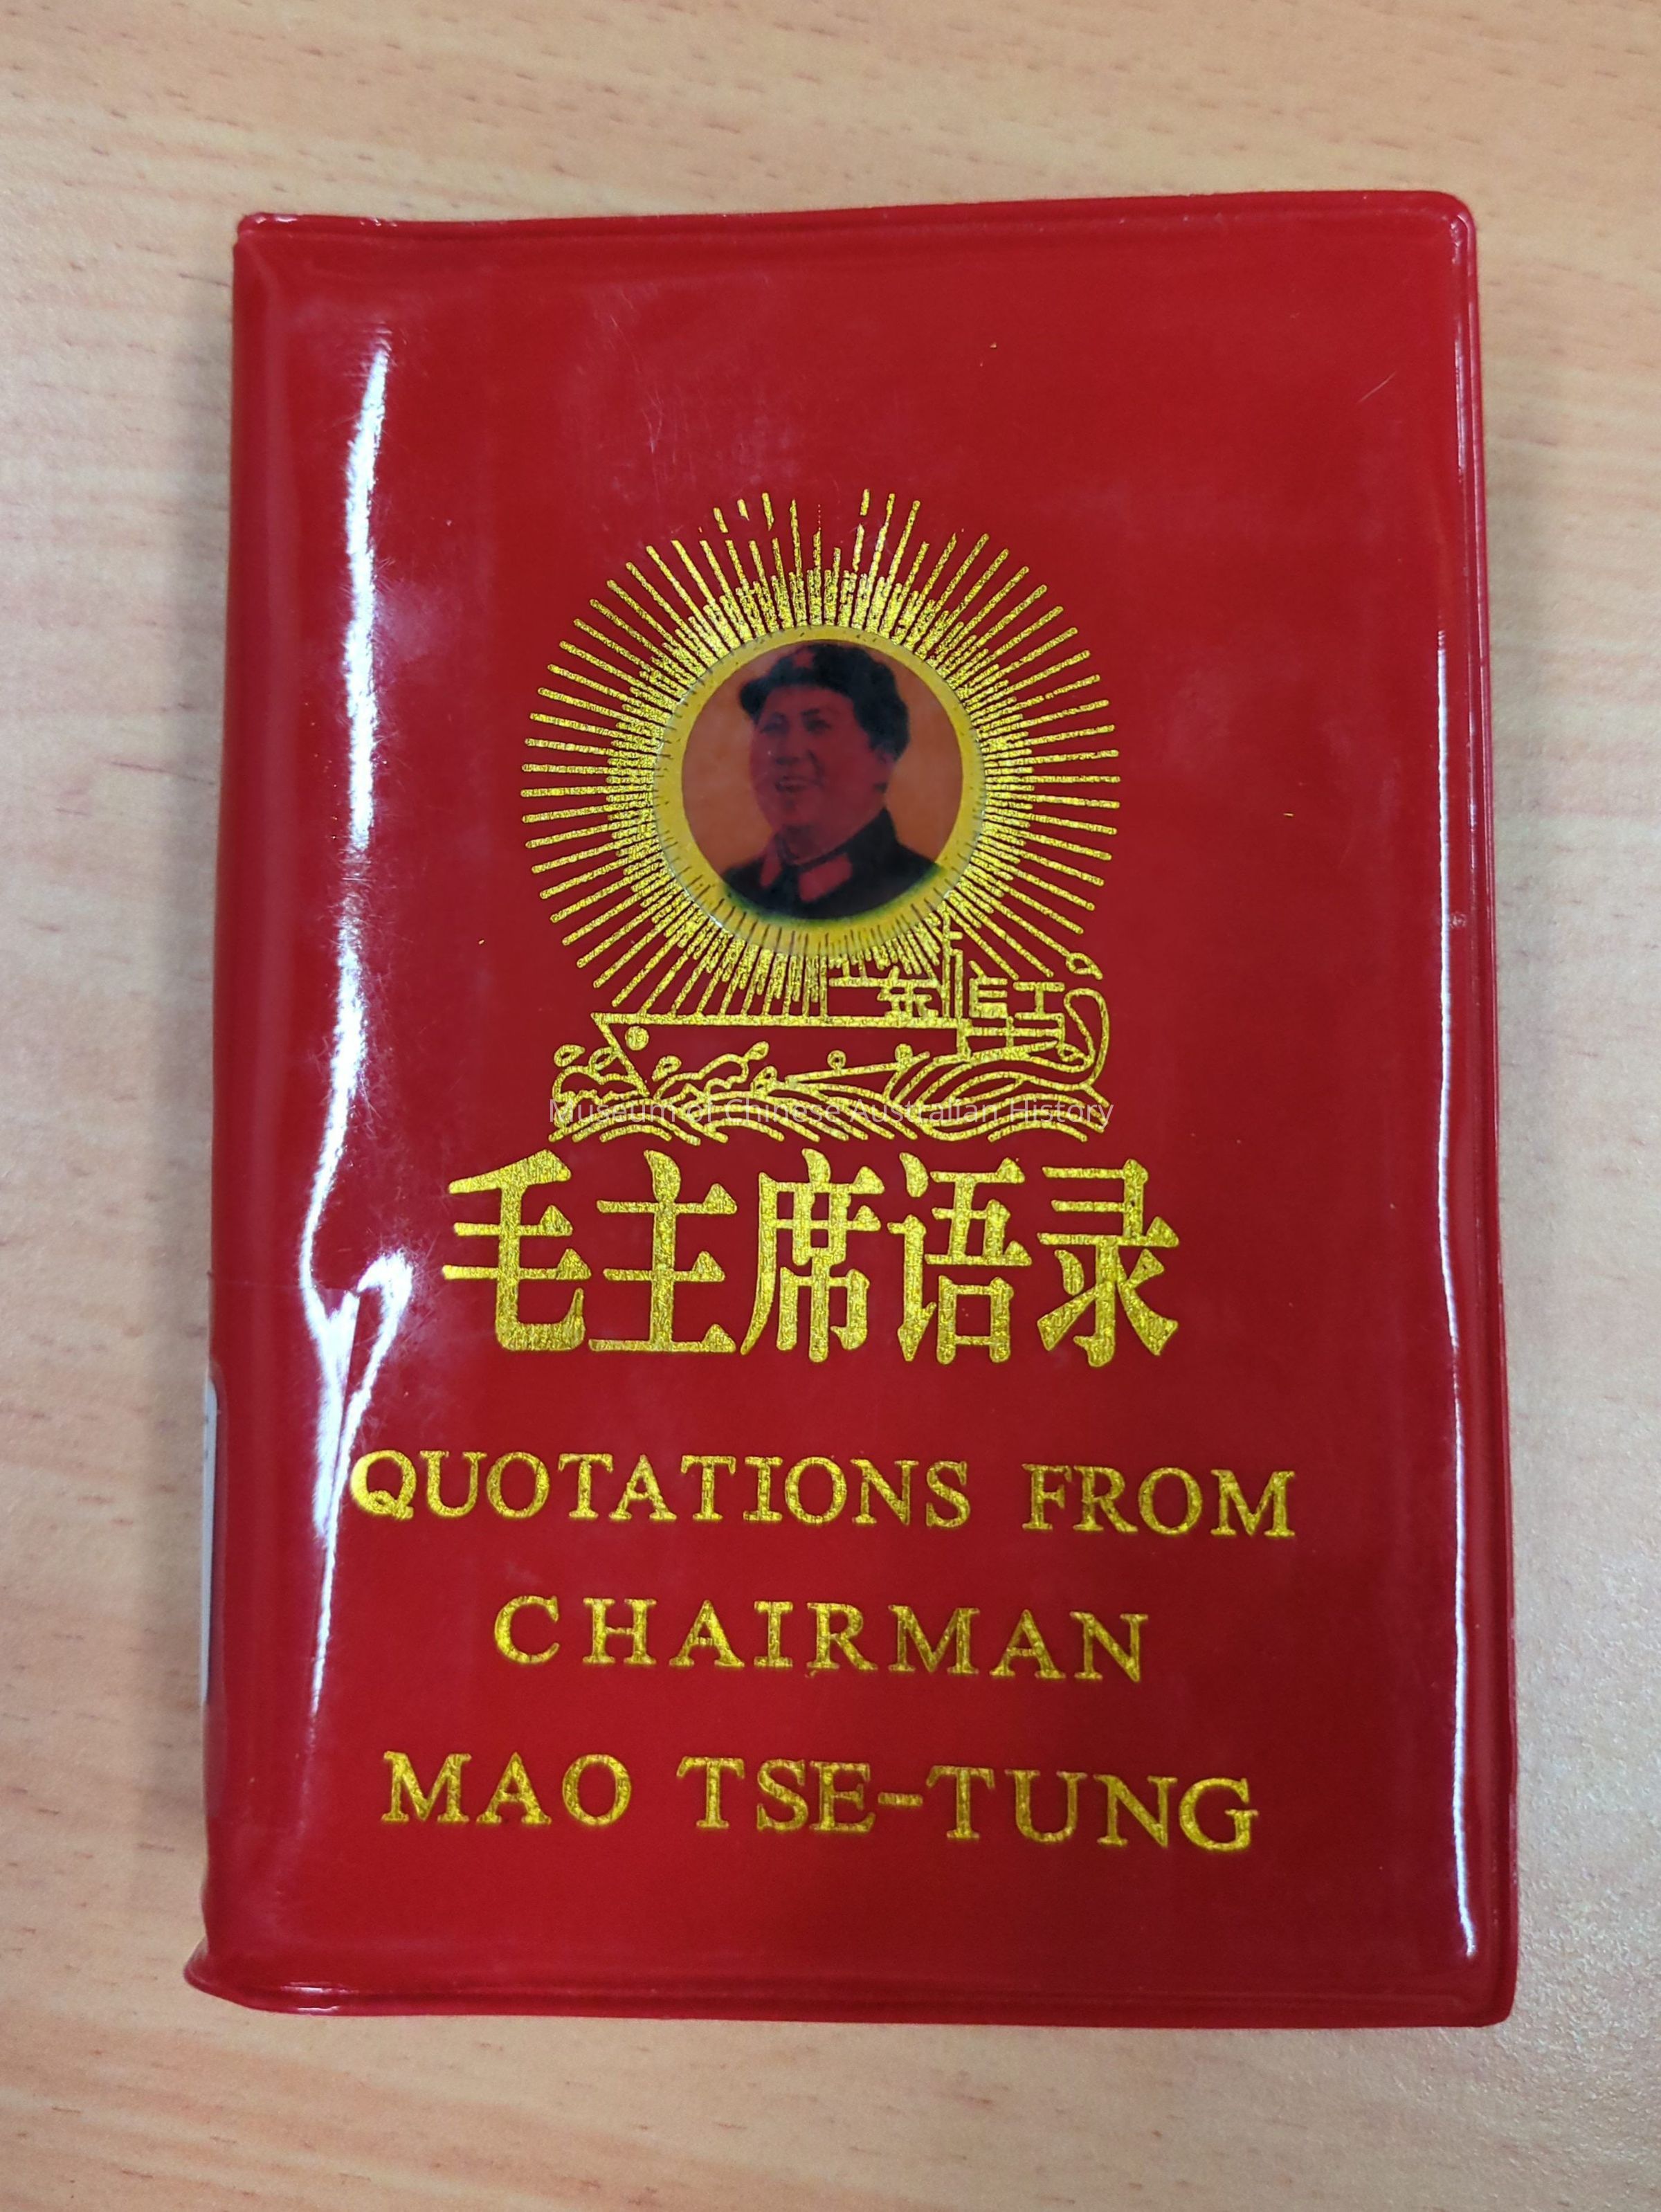 Museum of Chinese Australian History
毛主席语录
QUOTATIONS FROM
CHAIRMAN
MAO TSE-TUNG